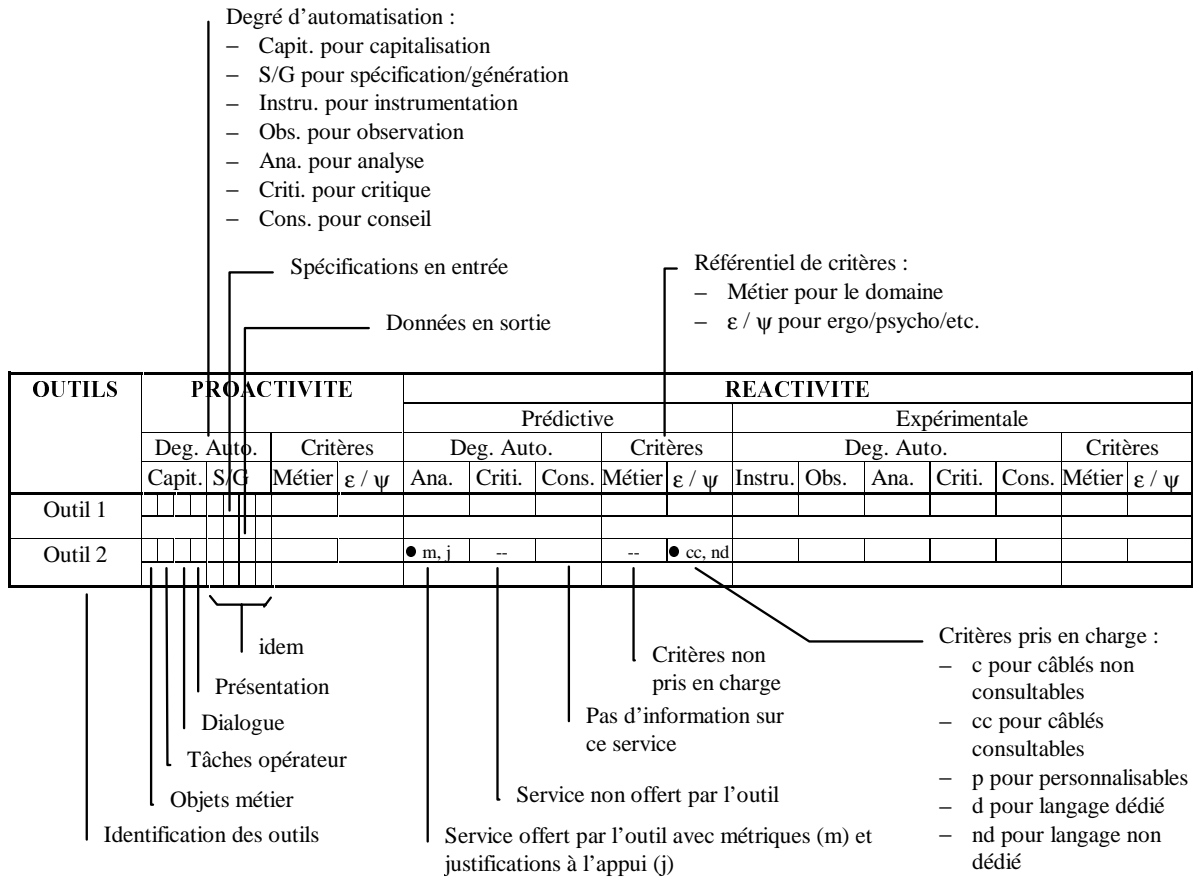 Degré d'automatisation :
– Capit. pour capitalisation
– S/G pour spécification/génération
– Instru. pour instrumentation
– Obs. pour observation
– Ana. pour analyse
– Criti. pour critique
– Cons. pour conseil
Spécifications en entrée
Données en sortie
Référentiel de critères :
– Métier pour le domaine
– ε / ψ pour ergo/psycho/etc.
OUTILS PROACTIVITE REACTIVITE
Prédictive Expérimentale
Deg. Auto. Critères Deg. Auto. Critères Deg. Auto. Critères
Capit. S/G Métier ε / ψ Ana. Criti. Cons. Métier ε / ψ Instru. Obs. Ana. Criti. Cons. Métier ε / ψ
Outil 1
Outil 2 ● m, j -- -- ● cc, nd
idem
Présentation
Dialogue
Tâches opérateur
Objets métier
Identification des outils
Critères non
pris en charge
Pas d'information sur
ce service
Service non offert par l'outil
Service offert par l'outil avec métriques (m) et
justifications à l'appui (j)
Critères pris en charge :
– c pour câblés non
consultables
– cc pour câblés
consultables
– p pour personnalisables
– d pour langage dédié
– nd pour langage non
dédié